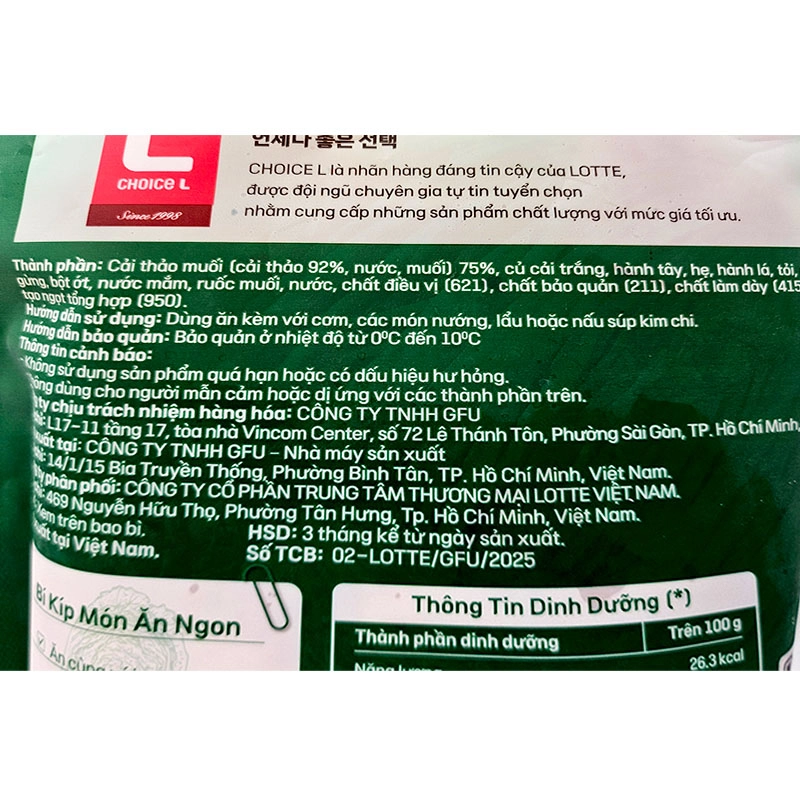 언제나 좋은 선택
CHOICE L
Since 1998
CHOICE L là nhãn hàng đáng tin cậy của LOTTE,
được đội ngũ chuyên gia tự tin tuyển chọn
nhằm cung cấp những sản phẩm chất lượng với mức giá tối ưu.
Thành phần: Cải thảo muối (cải thảo 92%, nước, muối) 75%, củ cải trắng, hành tây, hẹ, hành lá, tỏi,
gừng, bột ớt, nước mắm, ruốc muối, nước, chất điều vị (621), chất bảo quản (211), chất làm dày (415
tạo ngọt tổng hợp (950).
Hướng dẫn sử dụng: Dùng ăn kèm với cơm, các món nướng, lẩu hoặc nấu súp kim chi.
Hướng dẫn bảo quản: Bảo quản ở nhiệt độ từ 0ºC đến 10ºC
Thông tin cảnh báo:
- Không sử dụng sản phẩm quá hạn hoặc có dấu hiệu hư hỏng.
dùng cho người mẫn cảm hoặc dị ứng với các thành phần trên.
ty chịu trách nhiệm hàng hóa: CÔNG TY TNHH GFU
L17-11 tầng 17, tòa nhà Vincom Center, số 72 Lê Thánh Tôn, Phường Sài Gòn, TP. Hồ Chí Minh,
xuất tại: CÔNG TY TNHH GFU - Nhà máy sản xuất
14/1/15 Bia Truyền Thống, Phường Bình Tân, TP. Hồ Chí Minh, Việt Nam.
ty phân phối: CÔNG TY CỔ PHẦN TRUNG TÂM THƯƠNG MẠI LOTTE VIỆT NAM.
469 Nguyễn Hữu Thọ, Phường Tân Hưng, Tp. Hồ Chí Minh, Việt Nam.
Xem trên bao bì. HSD: 3 tháng kể từ ngày sản xuất.
xuất tại Việt Nam. Số TCB: 02-LOTTE/GFU/2025
Bí Kíp Món Ăn Ngon
Ăn cùng
Thông Tin Dinh Dưỡng (*)
Thành phần dinh dưỡng Trên 100 g
Năng lượng 26.3 kcal